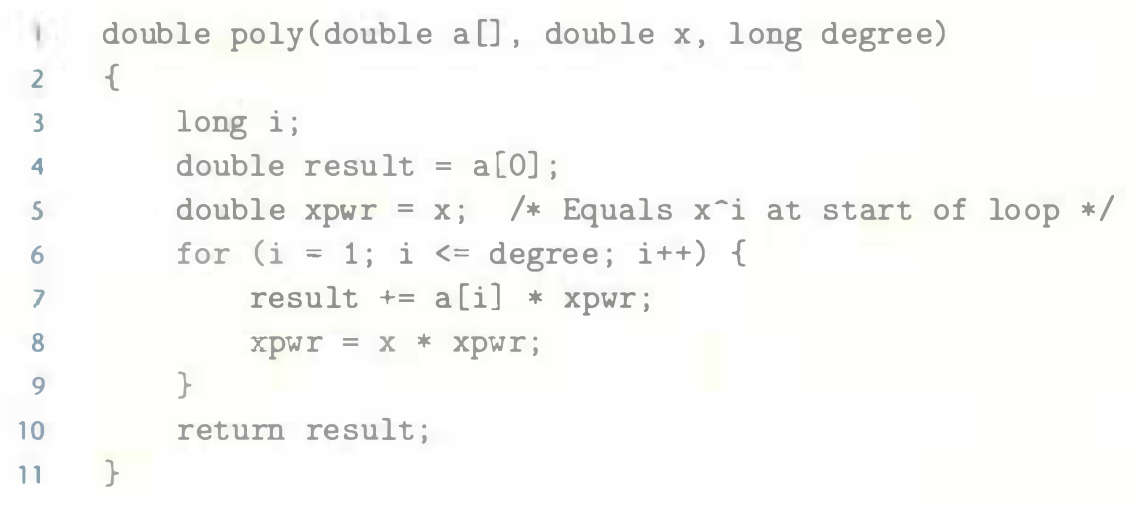 1 double poly(double a[], double x, long degree)
2 {
3 long i;
4 double result = a[0];
5 double xpwr = x; /* Equals x^i at start of loop */
6 for (i = 1; i <= degree; i++) {
7 result += a[i] * xpwr;
8 xpwr = x * xpwr;
9 }
10 return result;
11 }